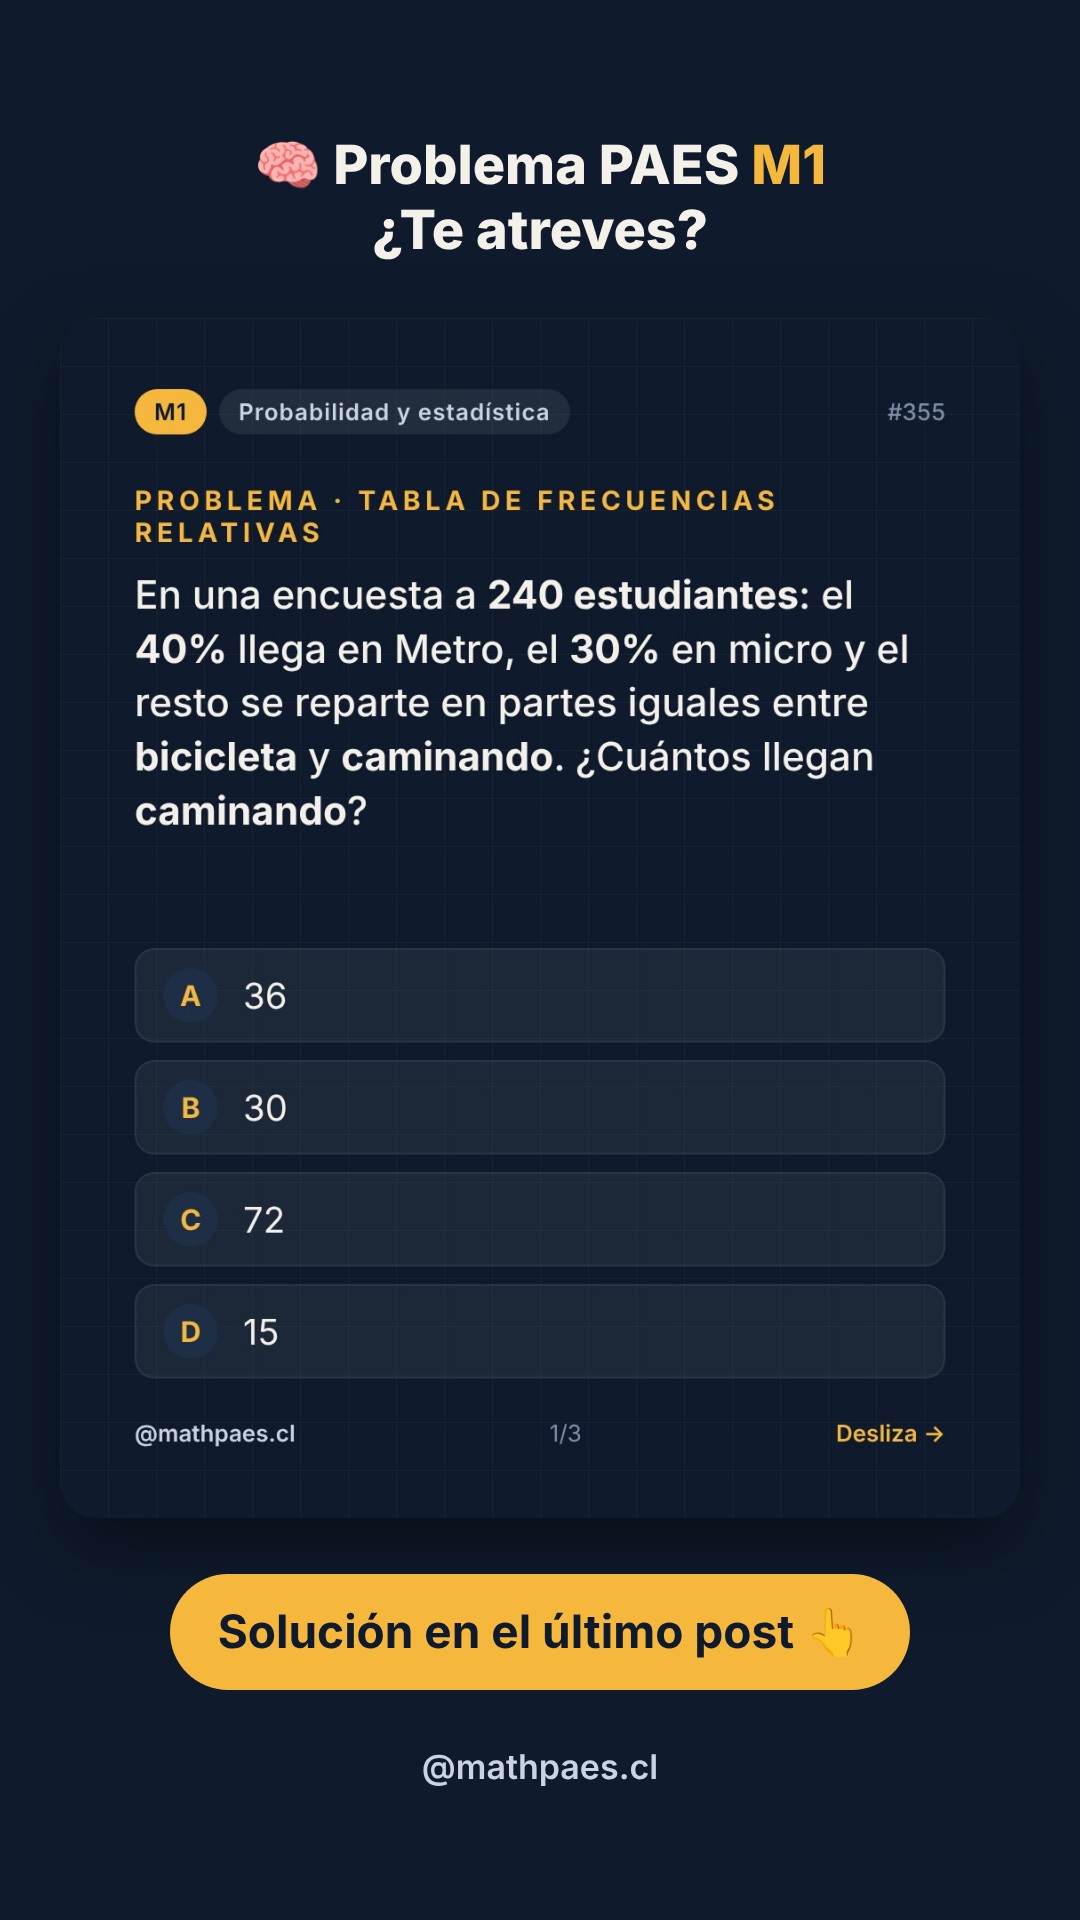 🧠 Problema PAES M1
¿Te atreves?
M1 Probabilidad y estadística #355
PROBLEMA · TABLA DE FRECUENCIAS
RELATIVAS
En una encuesta a 240 estudiantes: el
40% llega en Metro, el 30% en micro y el
resto se reparte en partes iguales entre
bicicleta y caminando. ¿Cuántos llegan
caminando?
A 36
B 30
C 72
D 15
@mathpaes.cl 1/3 Desliza →
Solución en el último post 👆
@mathpaes.cl